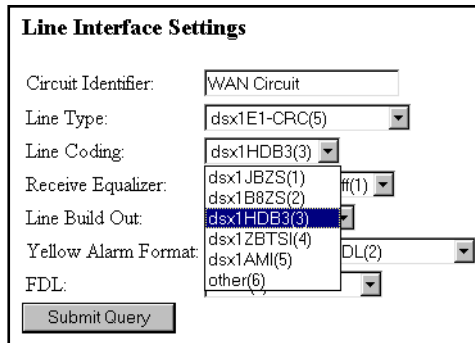 Line Interface Settings
Circuit Identifier: WAN Circuit
Line Type: dsx1E1-CRC(5)
Line Coding: dsx1HDB3(3)
dsx1JBZS(1)
Receive Equalizer: ff(1)
dsx1B8ZS(2)
dsx1HDB3(3)
Line Build Out:
dsx1ZBTSI(4)
Yellow Alarm Format: DL(2)
dsx1AMI(5)
other(6)
FDL:
Submit Query